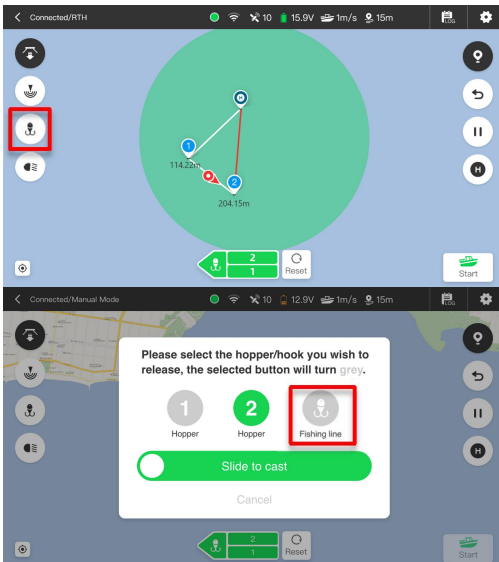 Connected/RTH
10
15.9V
1m/s
15m
LOG
H
1
114.22m
2
204.15m
H
2
1
Reset
Start
Connected/Manual Mode
10
12.9V
1m/s
15m
LOG
Please select the hopper/hook you wish to
release, the selected button will turn grey.
1
2
Hopper
Hopper
Fishing line
H
Slide to cast
Cancel
2
1
Reset
Start